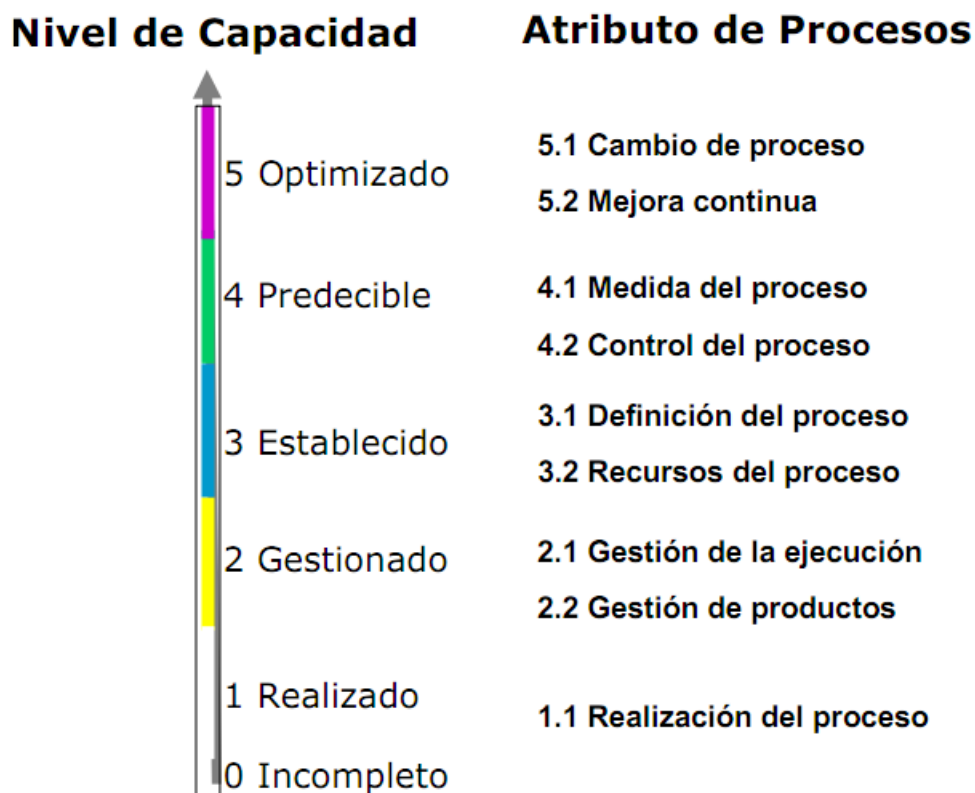 Nivel de Capacidad
Atributo de Procesos
5 Optimizado
5.1 Cambio de proceso
5.2 Mejora continua
4 Predecible
4.1 Medida del proceso
4.2 Control del proceso
3 Establecido
3.1 Definición del proceso
3.2 Recursos del proceso
2 Gestionado
2.1 Gestión de la ejecución
2.2 Gestión de productos
1 Realizado
1.1 Realización del proceso
0 Incompleto